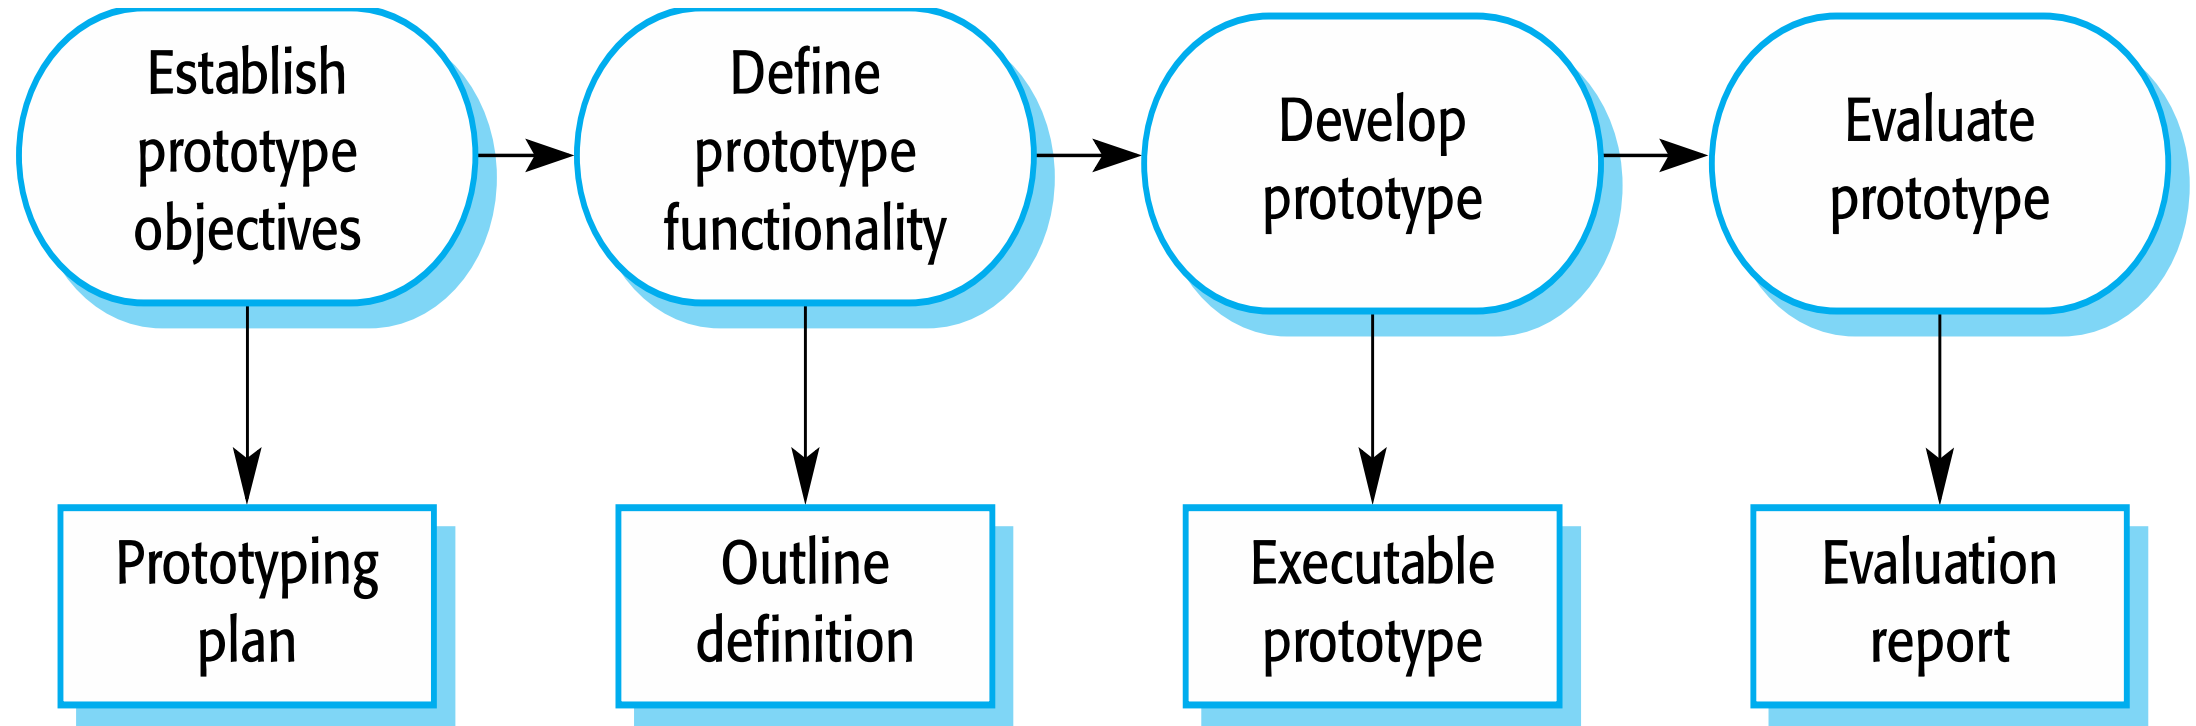 Establish
prototype
objectives
Define
prototype
functionality
Develop
prototype
Evaluate
prototype
Prototyping
plan
Outline
definition
Executable
prototype
Evaluation
report